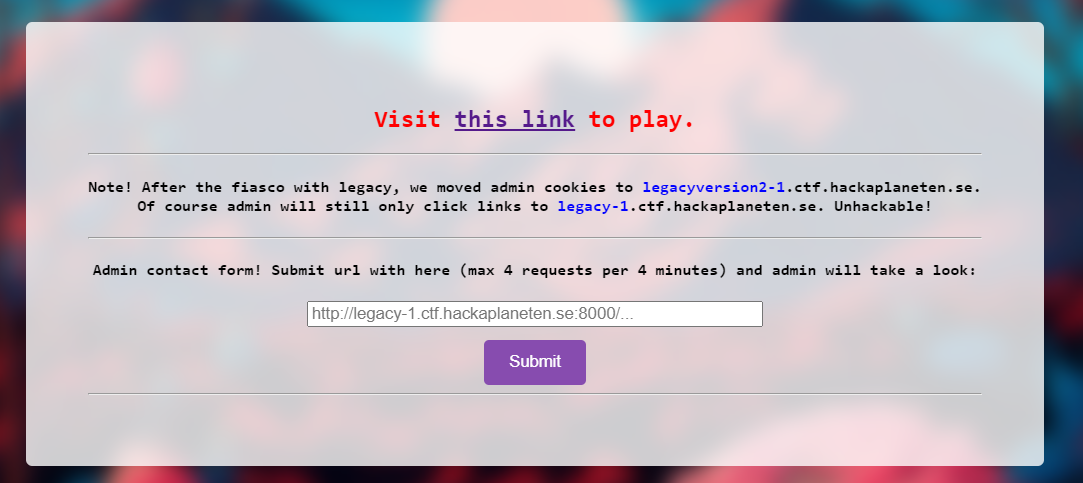 Visit this link to play.
Note! After the fiasco with legacy, we moved admin cookies to legacyversion2-1.ctf.hackaplaneten.se.
Of course admin will still only click links to legacy-1.ctf.hackaplaneten.se. Unhackable!
Admin contact form! Submit url with here (max 4 requests per 4 minutes) and admin will take a look:
http://legacy-1.ctf.hackaplaneten.se:8000/...
Submit